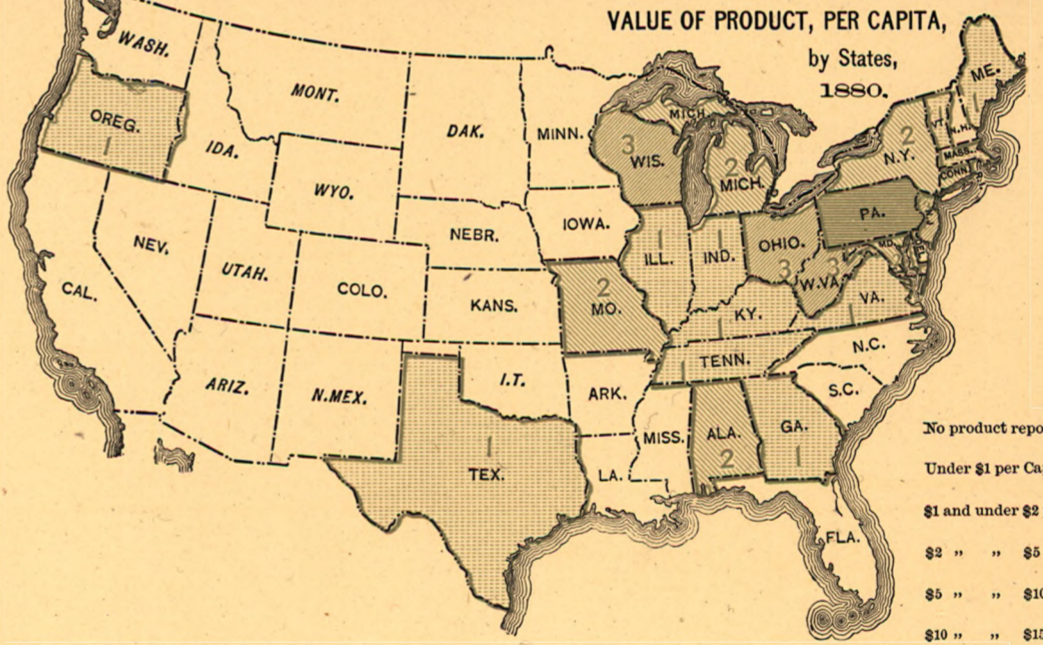 VALUE OF PRODUCT, PER CAPITA,
by States,
1880.
WASH.
OREG.
1
IDA.
MONT.
DAK.
MINN.
WYO.
NEV.
CAL.
UTAH.
COLO.
NEBR.
IOWA.
KANS.
2
MO.
ARIZ.
N.MEX.
I.T.
ARK.
TEX.
1
LA.
MISS.
ALA.
2
GA.
1
FLA.
S.C.
N.C.
TENN.
1
KY.
1
VA.
1
W.VA.
3
OHIO.
3
IND.
1
ILL.
1
WIS.
3
MICH.
MICH.
2
PA.
N.Y.
2
VT.
N.H.
ME.
1
MASS.
CONN.
MD.
No product repo
Under $1 per Ca
$1 and under $2
$2 „ „ $5
$5 „ „ $10
$10 „ „ $15